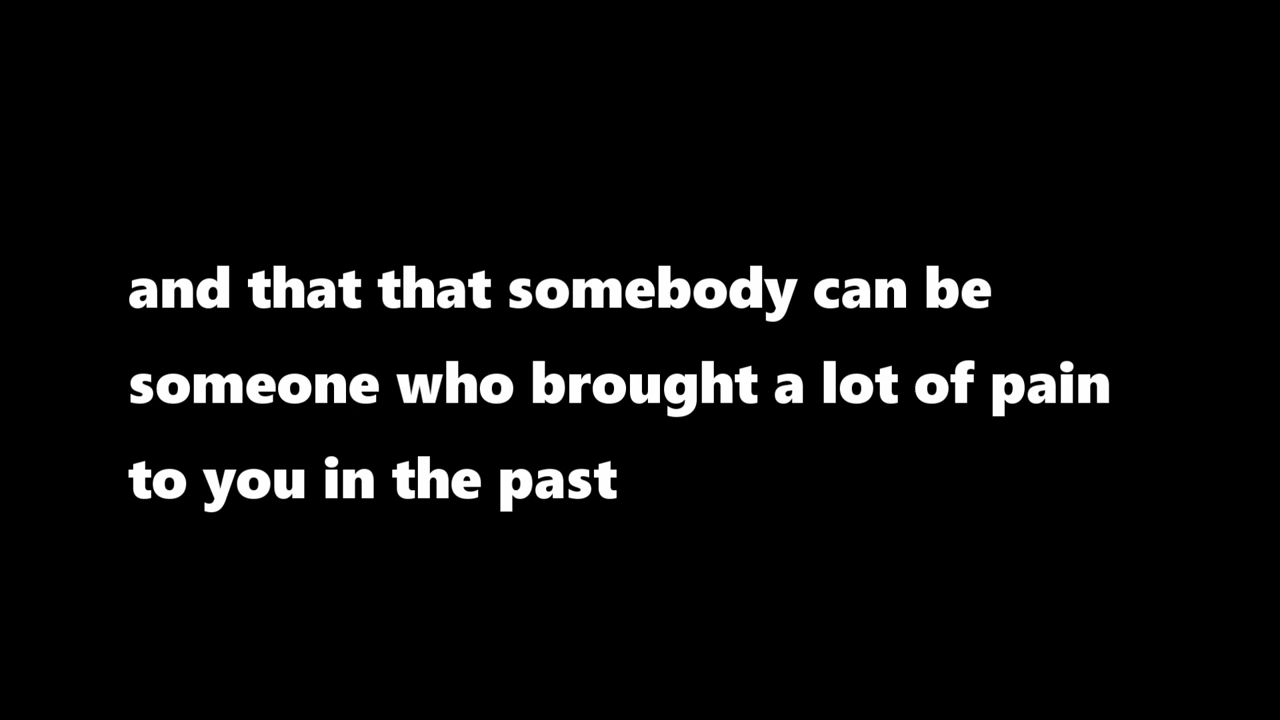 and that that somebody can be
someone who brought a lot of pain
to you in the past